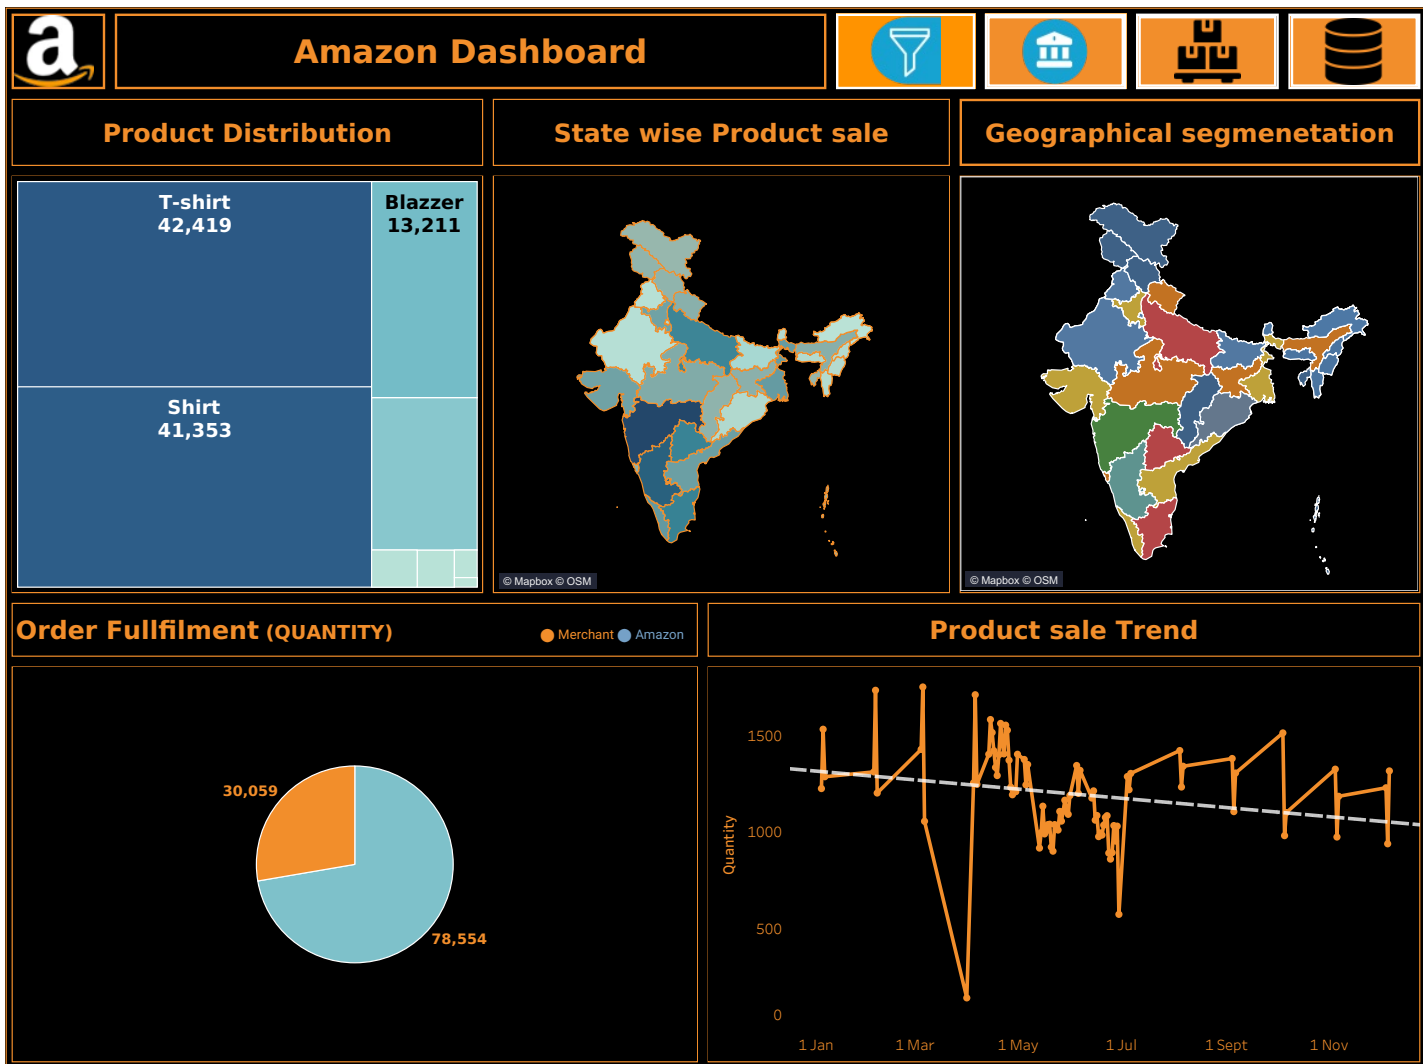 a
Amazon Dashboard
Product Distribution
State wise Product sale
Geographical segmenetation
T-shirt
42,419
Blazzer
13,211
Shirt
41,353
© Mapbox © OSM
© Mapbox © OSM
Order Fullfilment (QUANTITY)
Merchant
Amazon
Product sale Trend
30,059
78,554
Quantity
1500
1000
500
0
1 Jan
1 Mar
1 May
1 Jul
1 Sept
1 Nov